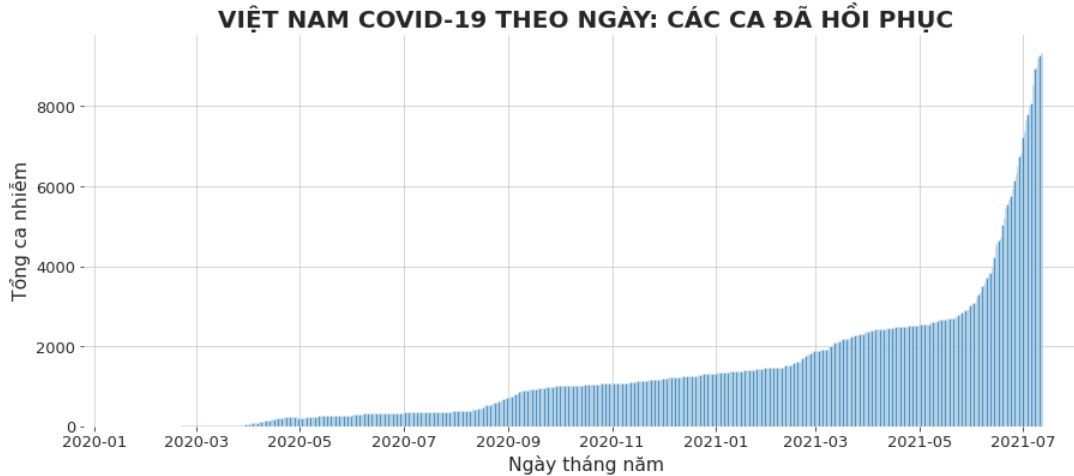 VIỆT NAM COVID-19 THEO NGÀY: CÁC CA ĐÃ HỒI PHỤC
Tổng ca nhiễm
8000
6000
4000
2000
0
2020-01 2020-03 2020-05 2020-07 2020-09 2020-11 2021-01 2021-03 2021-05 2021-07
Ngày tháng năm